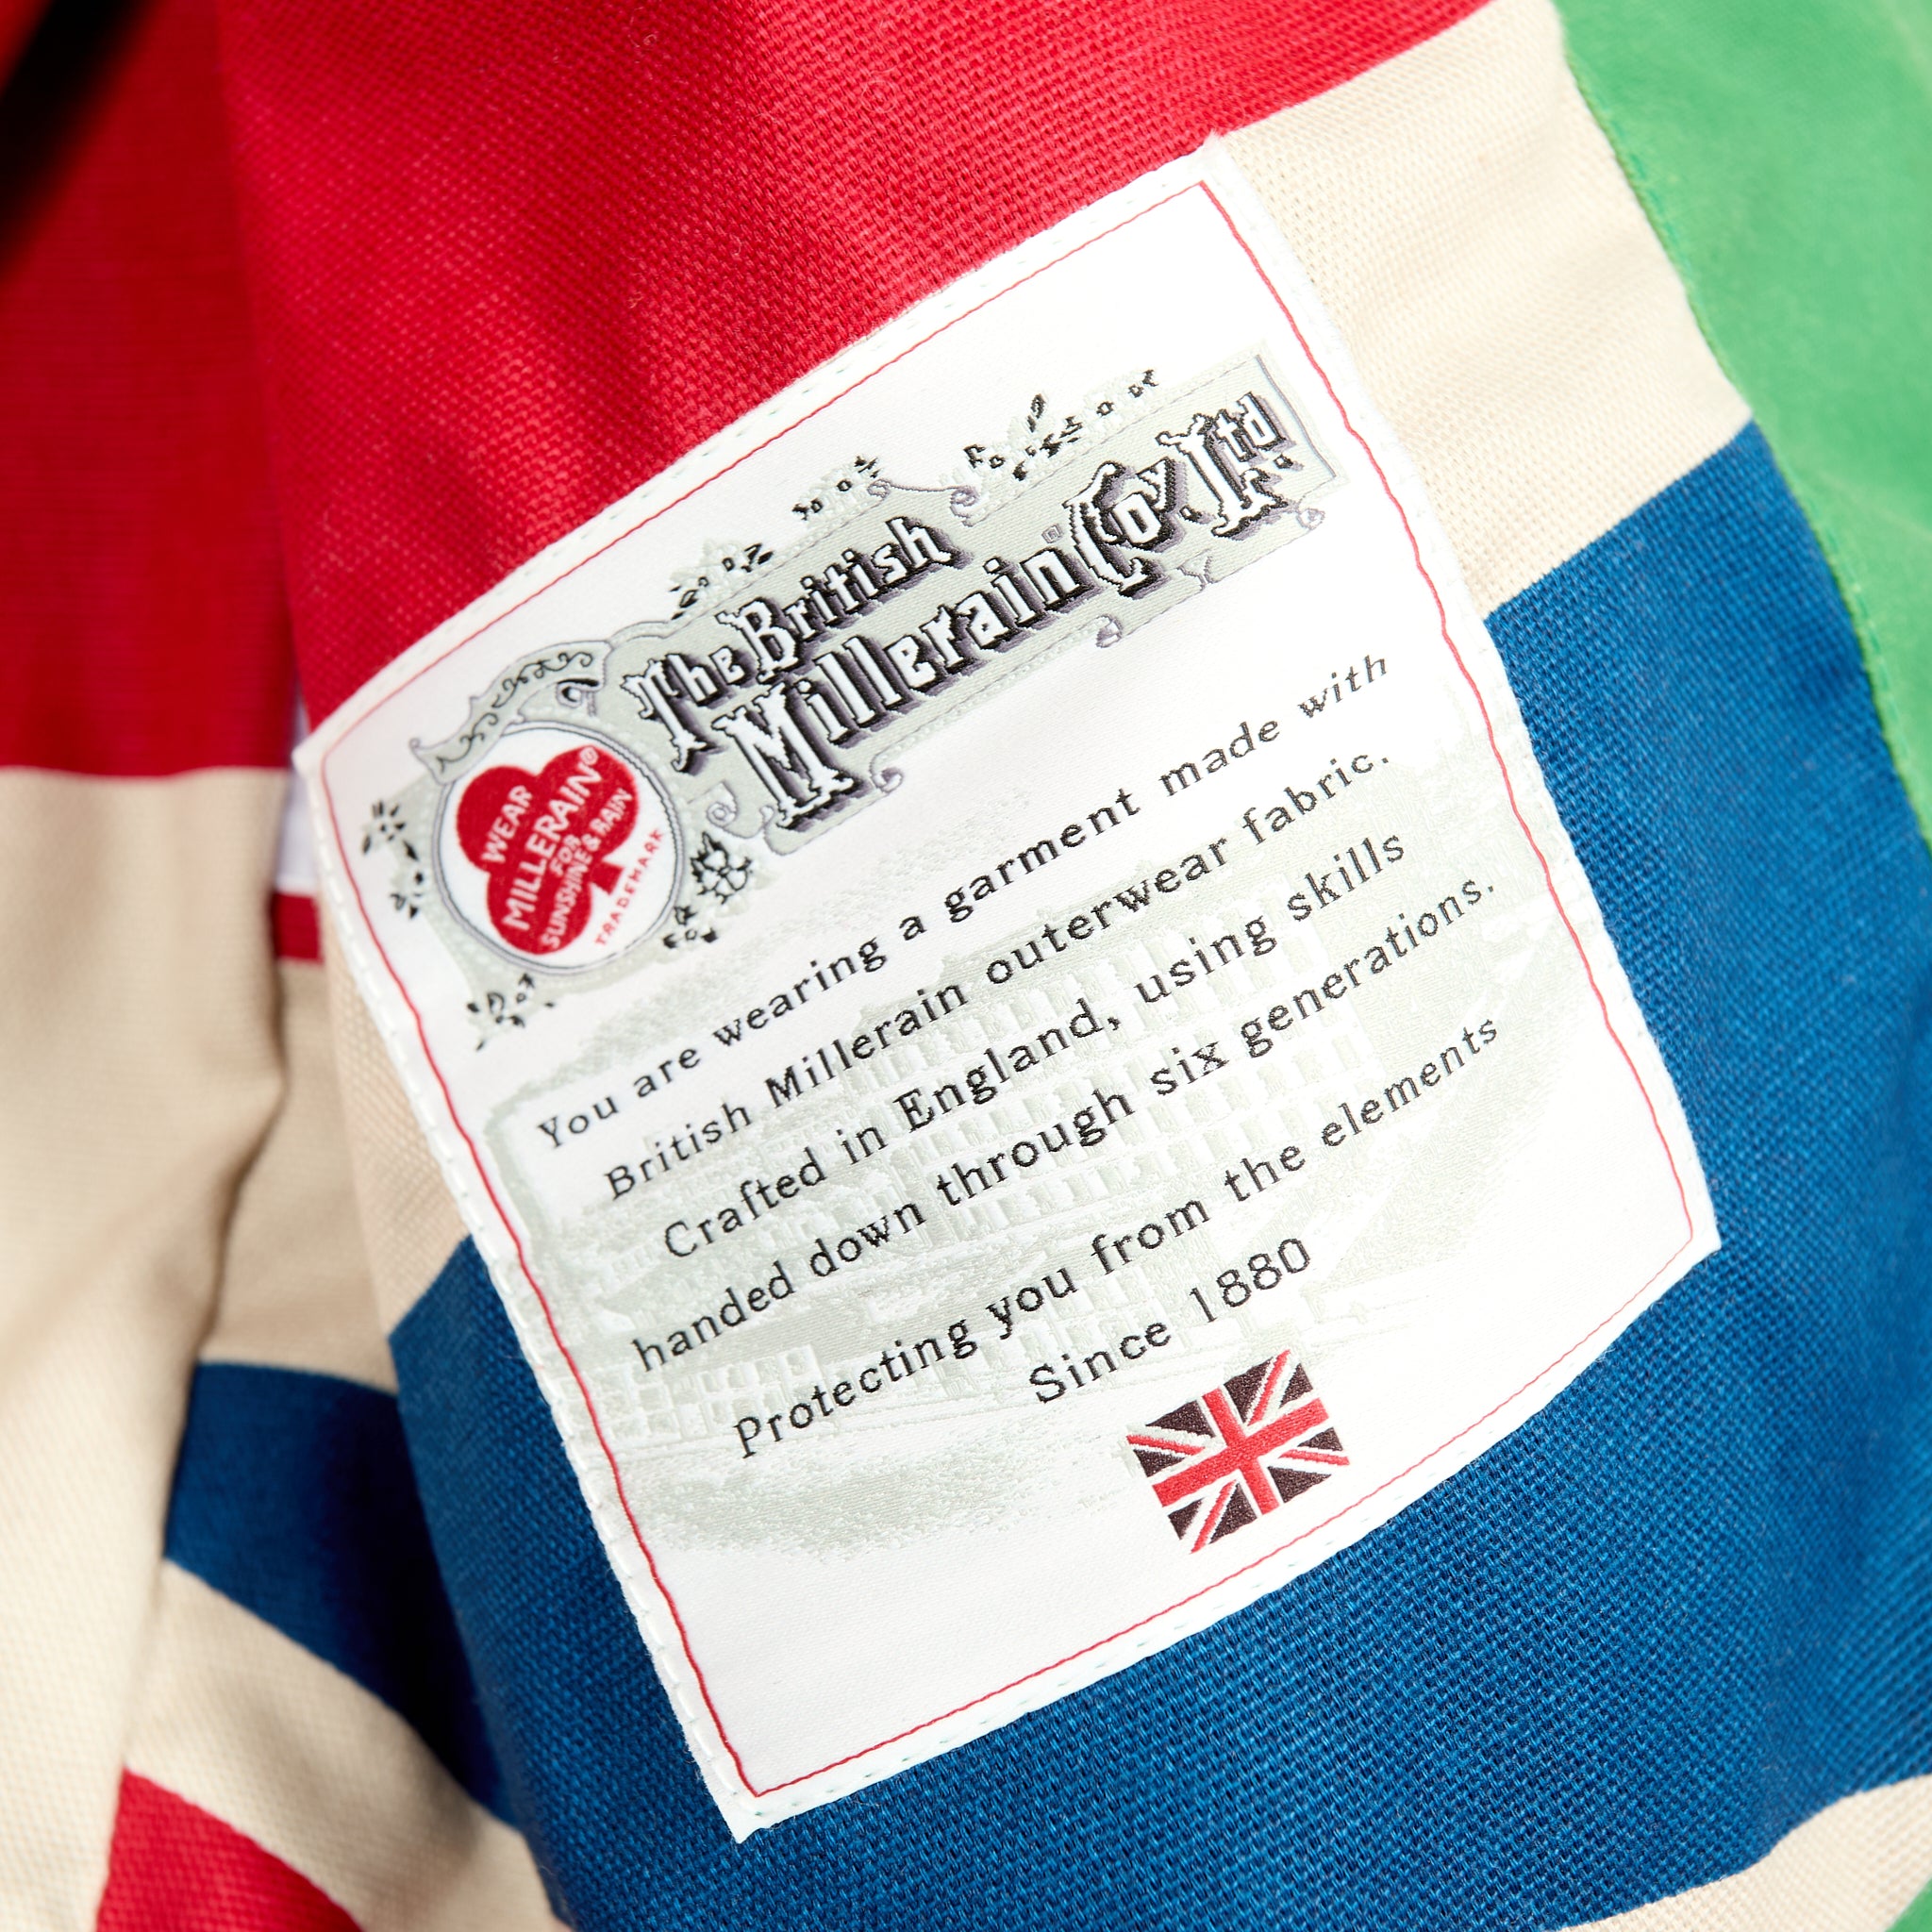 The British
Millerain® Coy. Ltd.
WEAR
MILLERAIN®
FOR
SUNSHINE & RAIN
TRADEMARK
You are wearing a garment made with
British Millerain outerwear fabric.
Crafted in England, using skills
handed down through six generations.
Protecting you from the elements
Since 1880